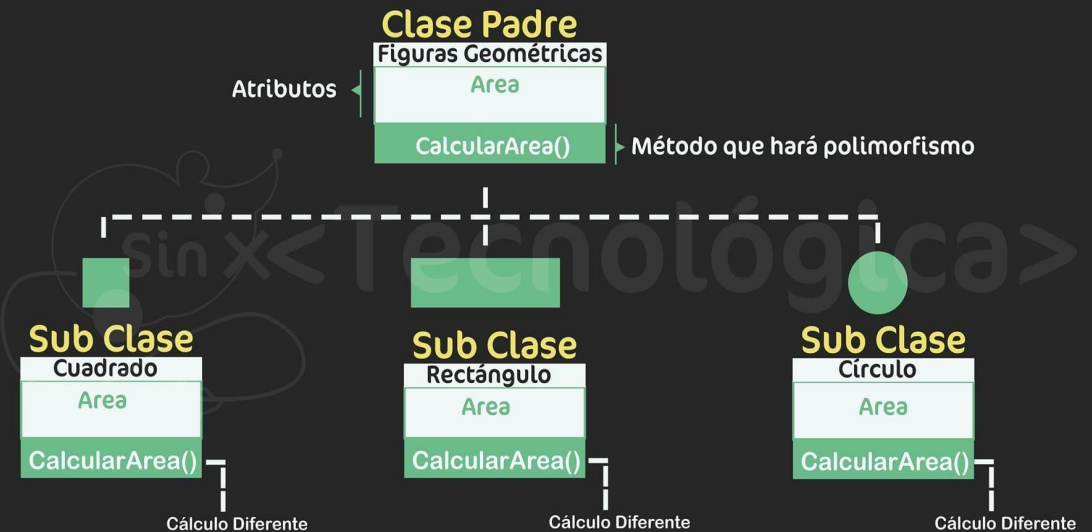 Clase Padre
Figuras Geométricas
Atributos
Area
CalcularArea()
Método que hará polimorfismo
Sin X<Tecnológica>
Sub Clase
Cuadrado
Area
CalcularArea()
Cálculo Diferente
Sub Clase
Rectángulo
Area
CalcularArea()
Cálculo Diferente
Sub Clase
Círculo
Area
CalcularArea()
Cálculo Diferente